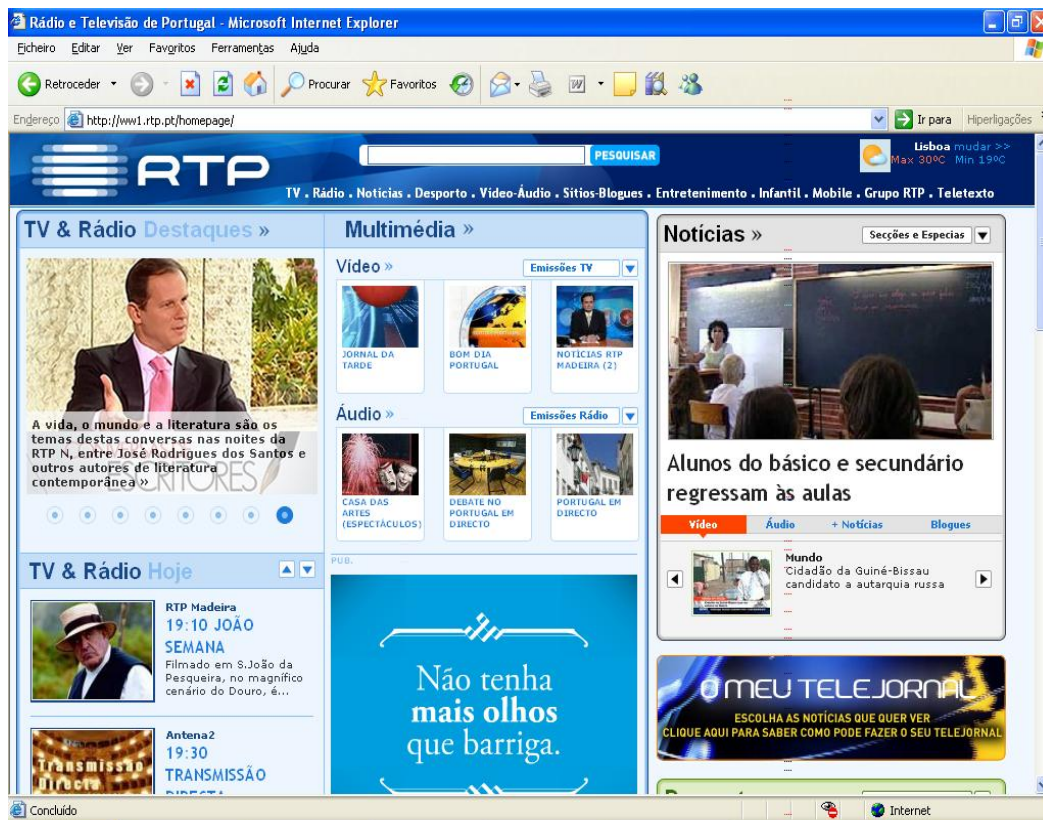 Rádio e Televisão de Portugal - Microsoft Internet Explorer
Ficheiro Editar Ver Favoritos Ferramentas Ajuda
Retroceder Procurar Favoritos
Endereço http://ww1.rtp.pt/homepage/ Ir para Hiperligações
RTP
PESQUISAR
Lisboa mudar >>
Max 30ºC Min 19ºC
TV . Rádio . Notícias . Desporto . Vídeo-Áudio . Sítios-Blogues . Entretenimento . Infantil . Mobile . Grupo RTP . Teletexto
TV & Rádio Destaques »
A vida, o mundo e a literatura são os
temas destas conversas nas noites da
RTP N, entre José Rodrigues dos Santos e
outros autores de literatura
contemporânea »
ESCRITORES
TV & Rádio Hoje
RTP Madeira
19:10 JOÃO
SEMANA
Filmado em S.João da
Pesqueira, no magnífico
cenário do Douro, é...
Antena2
19:30
TRANSMISSÃO
DIRECTA
Transmissão
Directa
Multimédia »
Vídeo »
Emissões TV
JORNAL DA
TARDE
BOM DIA
PORTUGAL
NOTÍCIAS RTP
MADEIRA (2)
Áudio »
Emissões Rádio
CASA DAS
ARTES
(ESPECTÁCULOS)
DEBATE NO
PORTUGAL EM
DIRECTO
PORTUGAL EM
DIRECTO
PUB.
Não tenha
mais olhos
que barriga.
Notícias »
Secções e Especias
Alunos do básico e secundário
regressam às aulas
Vídeo Áudio + Notícias Blogues
Mundo
Cidadão da Guiné-Bissau
candidato a autarquia russa
O MEU TELEJORNAL
ESCOLHA AS NOTÍCIAS QUE QUER VER
CLIQUE AQUI PARA SABER COMO PODE FAZER O SEU TELEJORNAL
Concluído
Internet